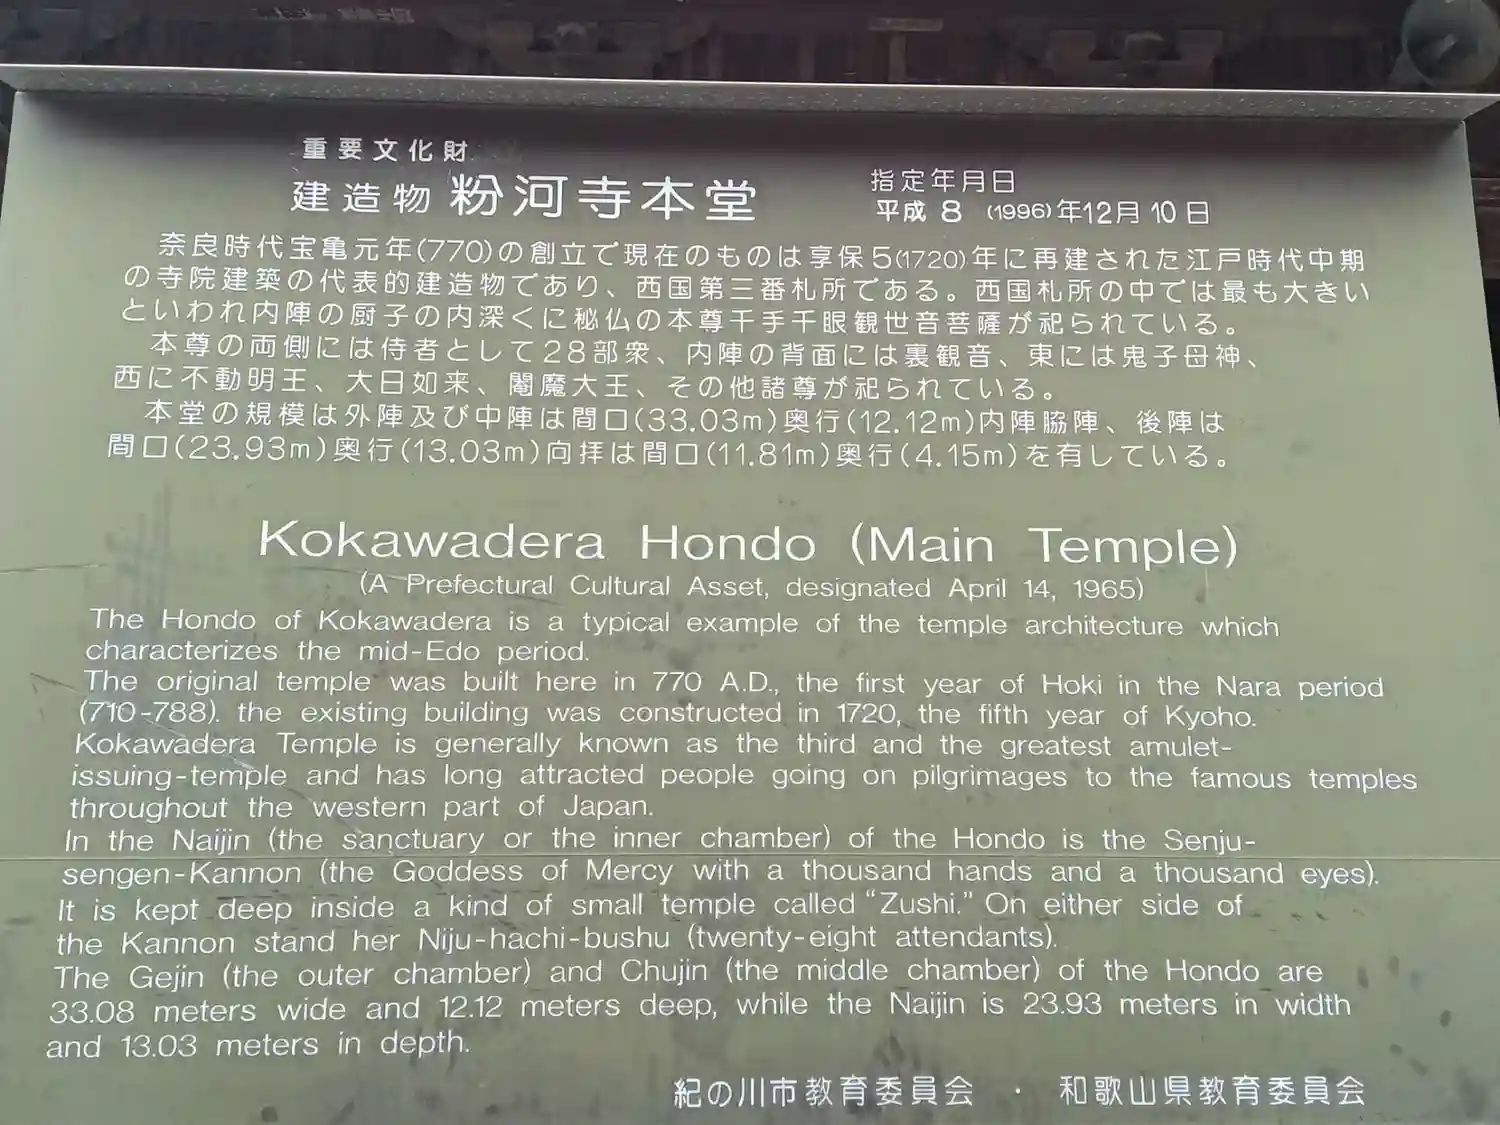 重要文化財
建造物 粉河寺本堂
指定年月日
平成8(1996)年12月10日
奈良時代宝亀元年(770)の創立で現在のものは享保5(1720)年に再建された江戸時代中期
の寺院建築の代表的建造物であり、西国第三番札所である。西国札所の中では最も大きい
といわれ内陣の厨子の内深くに秘仏の本尊千手千眼観世音菩薩が祀られている。
本尊の両側には侍者として28部衆、内陣の背面には裏観音、東には鬼子母神、
西に不動明王、大日如来、閻魔大王、その他諸尊が祀られている。
本堂の規模は外陣及び中陣は間口(33.03m)奥行(12.12m)内陣脇陣、後陣は
間口(23.93m)奥行(13.03m)向拝は間口(11.81m)奥行(4.15m)を有している。
Kokawadera Hondo (Main Temple)
(A Prefectural Cultural Asset, designated April 14, 1965)
The Hondo of Kokawadera is a typical example of the temple architecture which
characterizes the mid-Edo period.
The original temple was built here in 770 A.D., the first year of Hoki in the Nara period
(710-788). the existing building was constructed in 1720, the fifth year of Kyoho.
Kokawadera Temple is generally known as the third and the greatest amulet-
issuing-temple and has long attracted people going on pilgrimages to the famous temples
throughout the western part of Japan.
In the Naijin (the sanctuary or the inner chamber) of the Hondo is the Senju-
sengen-Kannon (the Goddess of Mercy with a thousand hands and a thousand eyes).
It is kept deep inside a kind of small temple called “Zushi.” On either side of
the Kannon stand her Niju-hachi-bushu (twenty-eight attendants).
The Gejin (the outer chamber) and Chujin (the middle chamber) of the Hondo are
33.08 meters wide and 12.12 meters deep, while the Naijin is 23.93 meters in width
and 13.03 meters in depth.
紀の川市教育委員会 ・ 和歌山県教育委員会